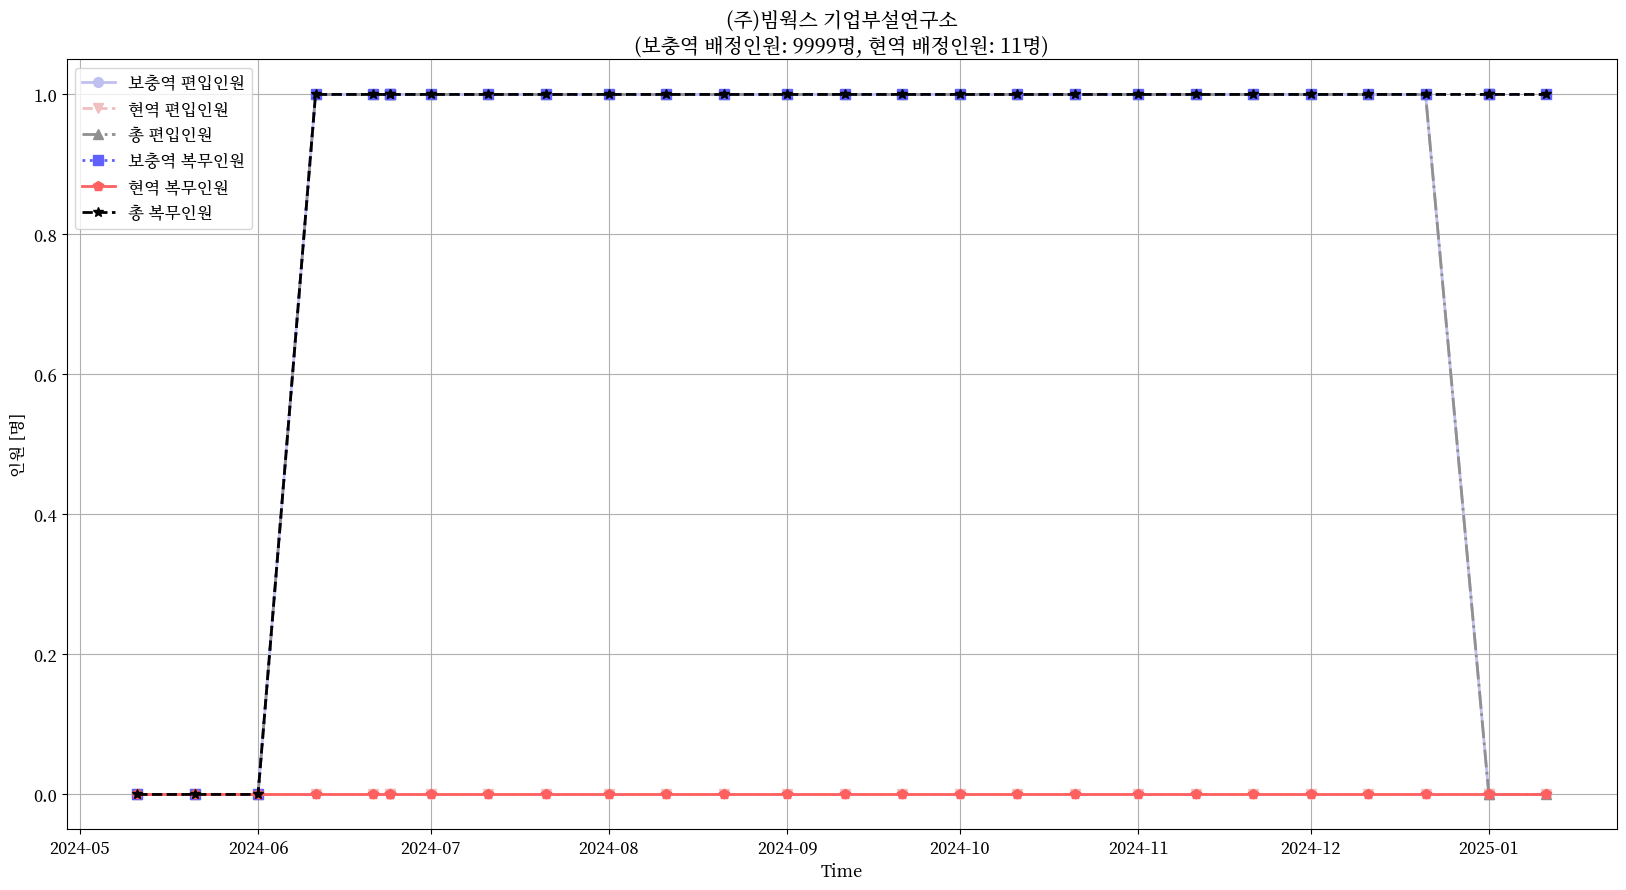 (주)빔웍스 기업부설연구소
(보충역 배정인원: 9999명, 현역 배정인원: 11명)
보충역 편입인원
현역 편입인원
총 편입인원
보충역 복무인원
현역 복무인원
총 복무인원
1.0
0.8
0.6
0.4
0.2
0.0
인원 [명]
2024-05
2024-06
2024-07
2024-08
2024-09
2024-10
2024-11
2024-12
2025-01
Time